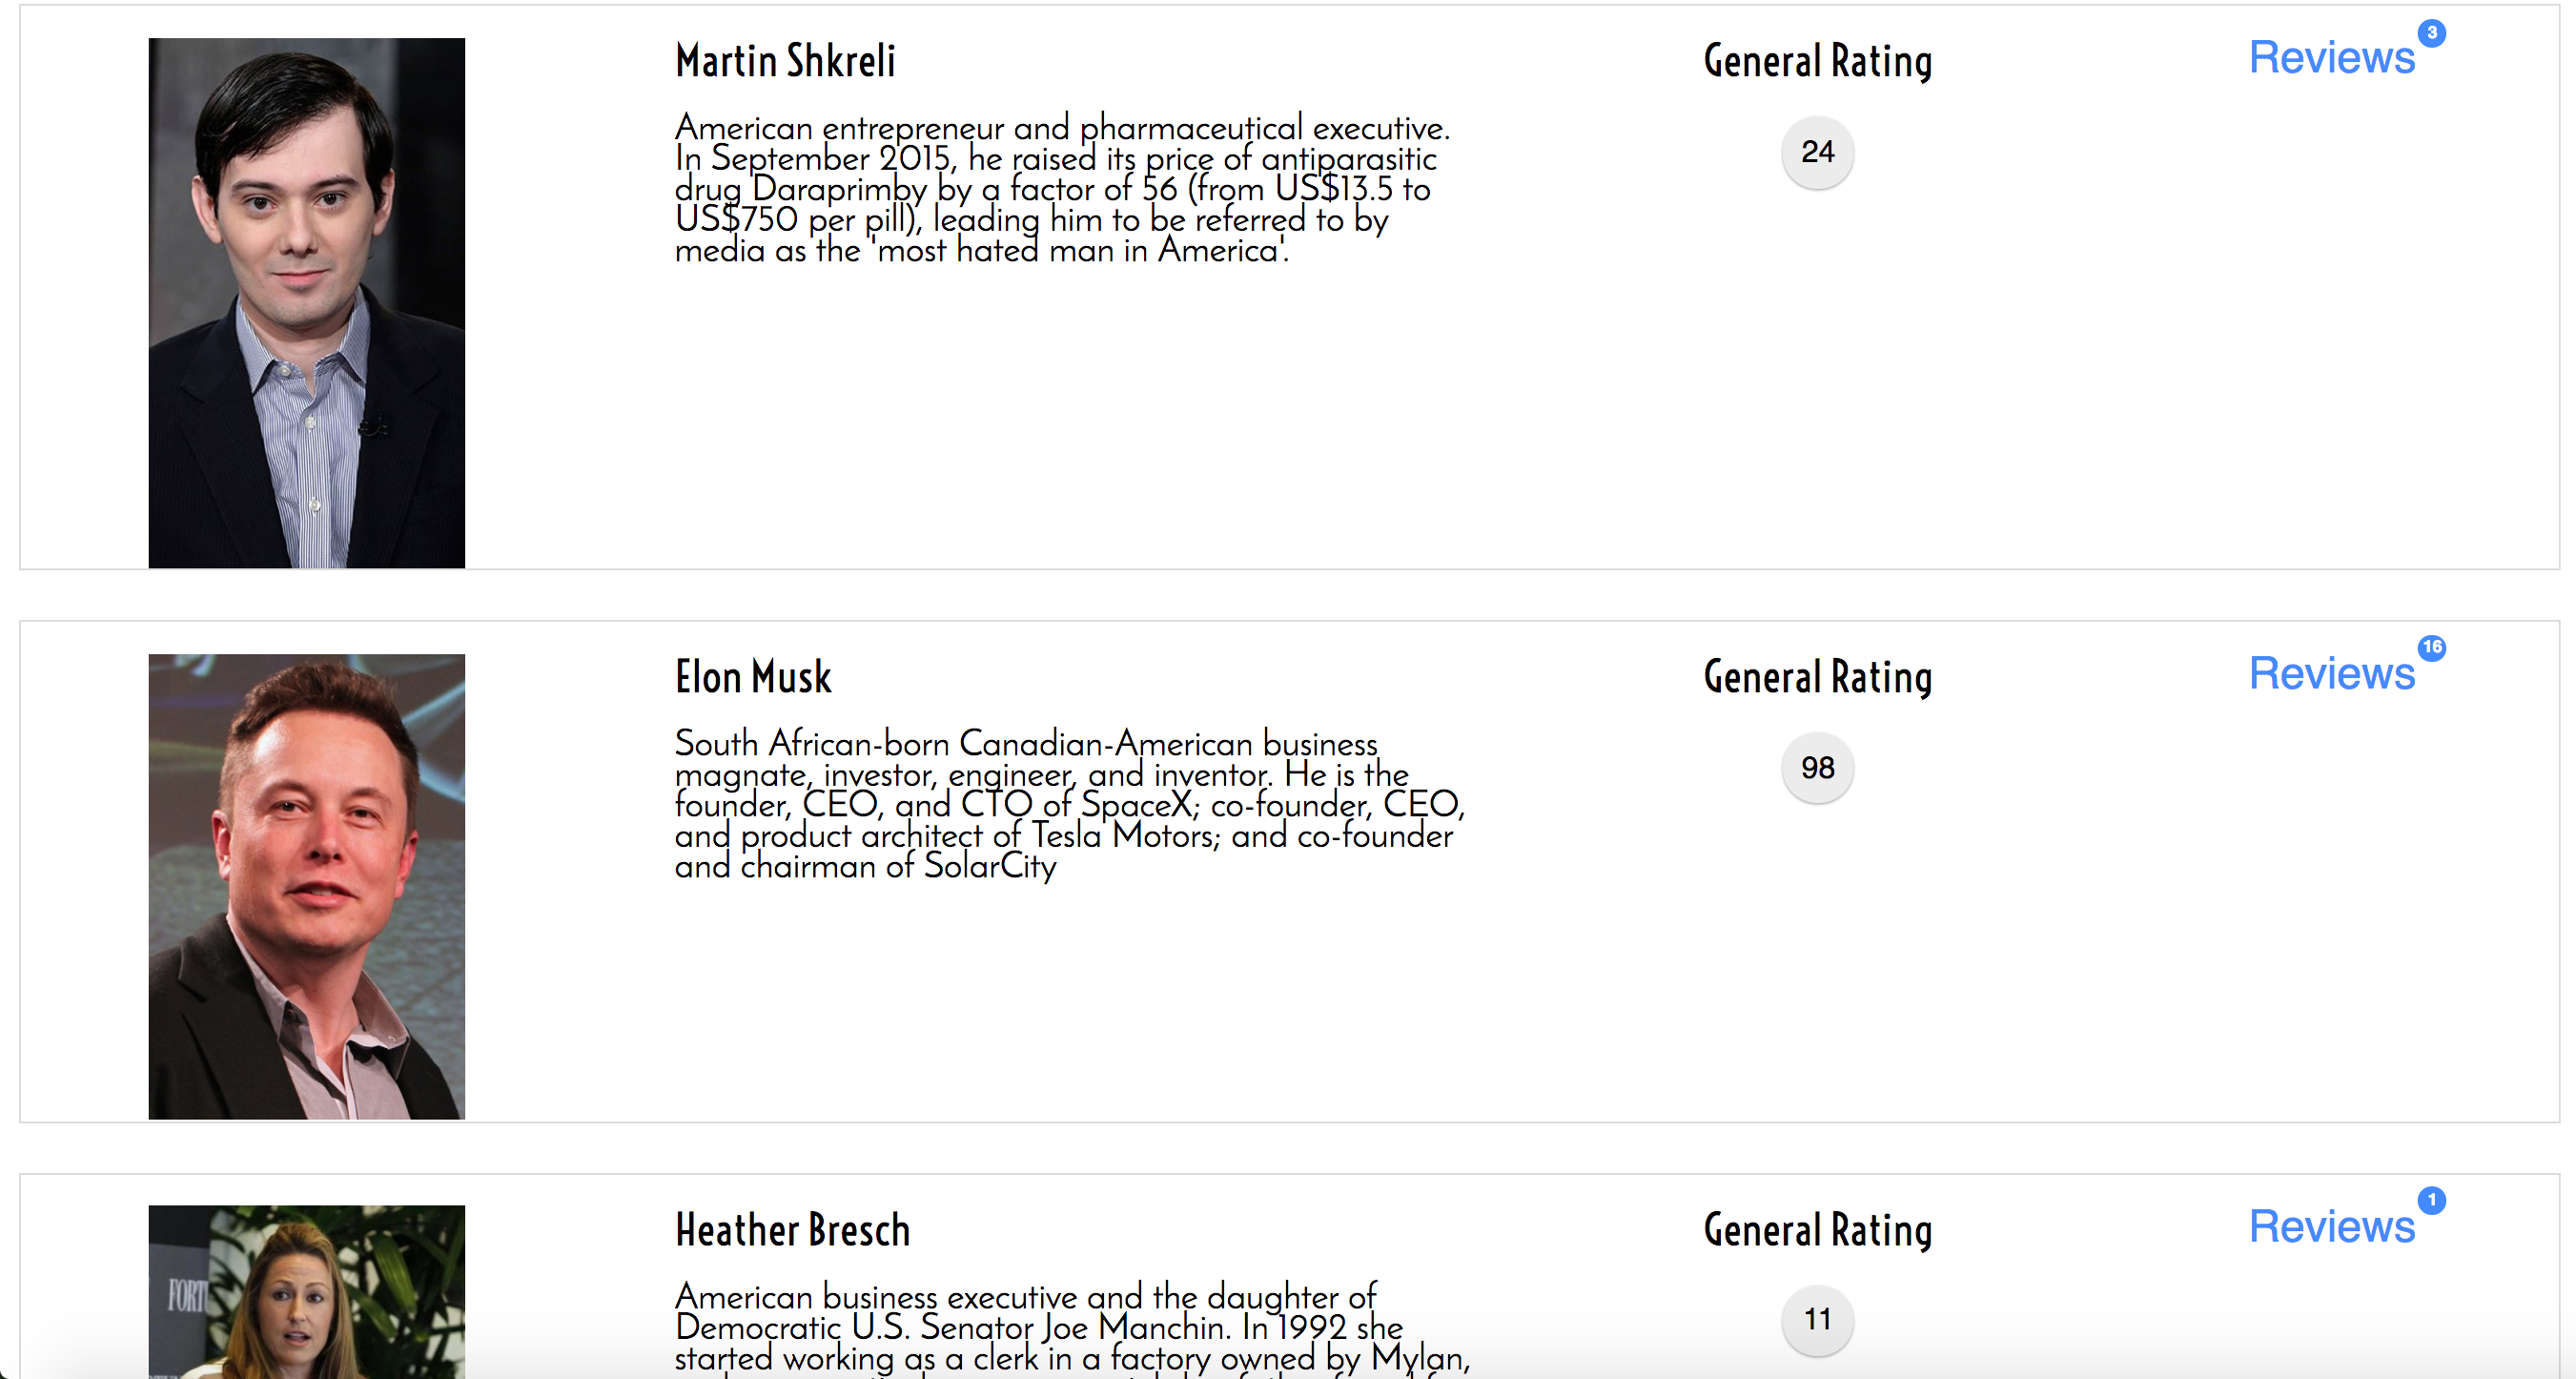 Martin Shkreli
American entrepreneur and pharmaceutical executive.
In September 2015, he raised its price of antiparasitic
drug Daraprimby by a factor of 56 (from US$13.5 to
US$750 per pill), leading him to be referred to by
media as the 'most hated man in America'.
General Rating
24
Reviews 3
Elon Musk
South African-born Canadian-American business
magnate, investor, engineer, and inventor. He is the
founder, CEO, and CTO of SpaceX; co-founder, CEO,
and product architect of Tesla Motors; and co-founder
and chairman of SolarCity
General Rating
98
Reviews 16
FORTU
Heather Bresch
American business executive and the daughter of
Democratic U.S. Senator Joe Manchin. In 1992 she
started working as a clerk in a factory owned by Mylan,
General Rating
11
Reviews 1